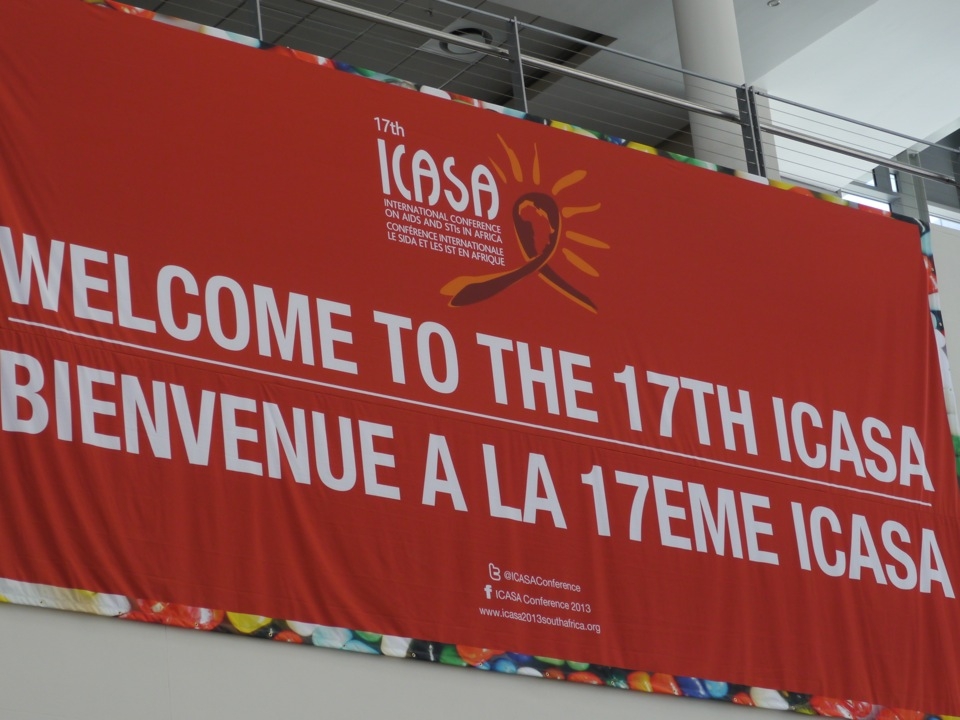 17th
ICASA
INTERNATIONAL CONFERENCE
ON AIDS AND STIs IN AFRICA
CONFÉRENCE INTERNATIONALE
LE SIDA ET LES IST EN AFRIQUE
WELCOME TO THE 17TH ICASA
BIENVENUE A LA 17EME ICASA
@ICASAConference
ICASA Conference 2013
www.icasa2013southafrica.org